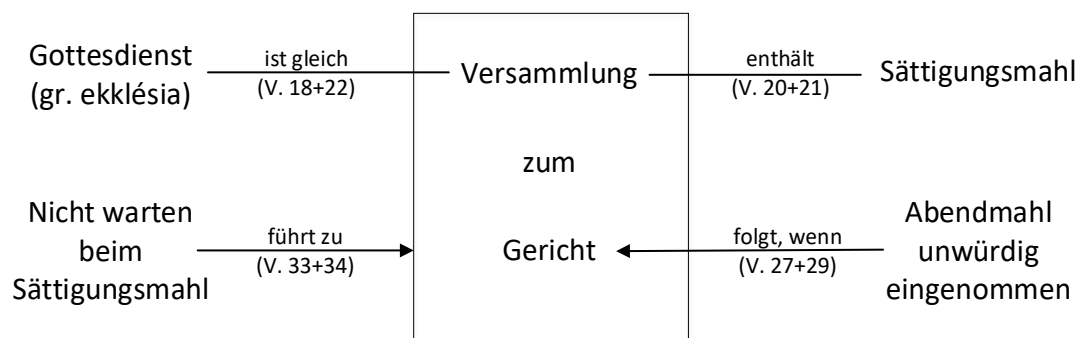 Gottesdienst
(gr. ekklésia)
ist gleich
(V. 18+22)
Versammlung
enthält
(V. 20+21)
Sättigungsmahl
zum
Nicht warten
beim
Sättigungsmahl
führt zu
(V. 33+34)
Gericht
folgt, wenn
(V. 27+29)
Abendmahl
unwürdig
eingenommen